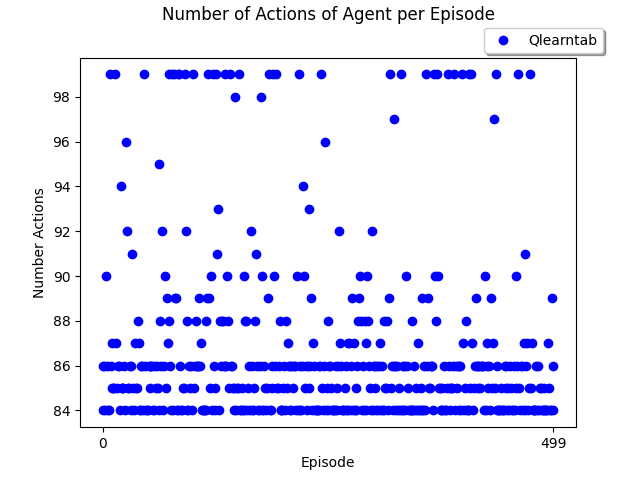 Number of Actions of Agent per Episode
Qlearntab
98
96
94
92
90
88
86
84
Number Actions
0
499
Episode